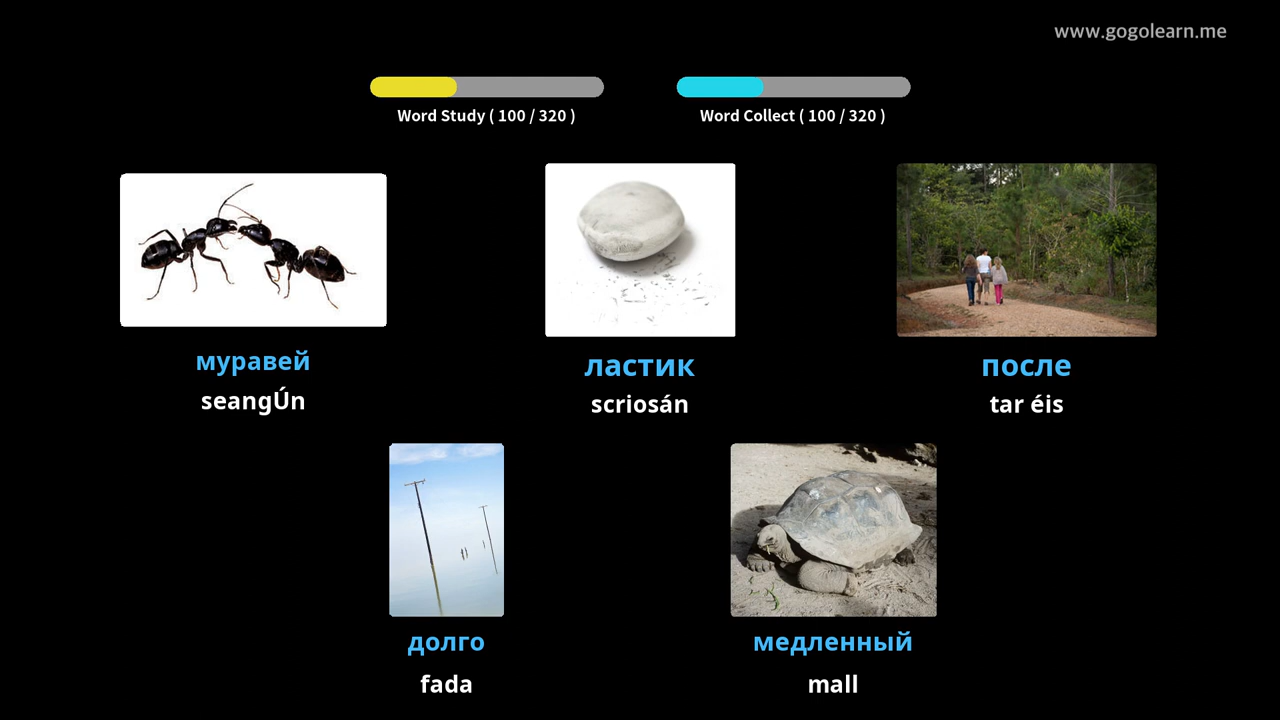 www.gogolearn.me
Word Study ( 100 / 320 )
Word Collect ( 100 / 320 )
муравей
seangÚn
ластик
scriosán
после
tar éis
долго
fada
медленный
mall